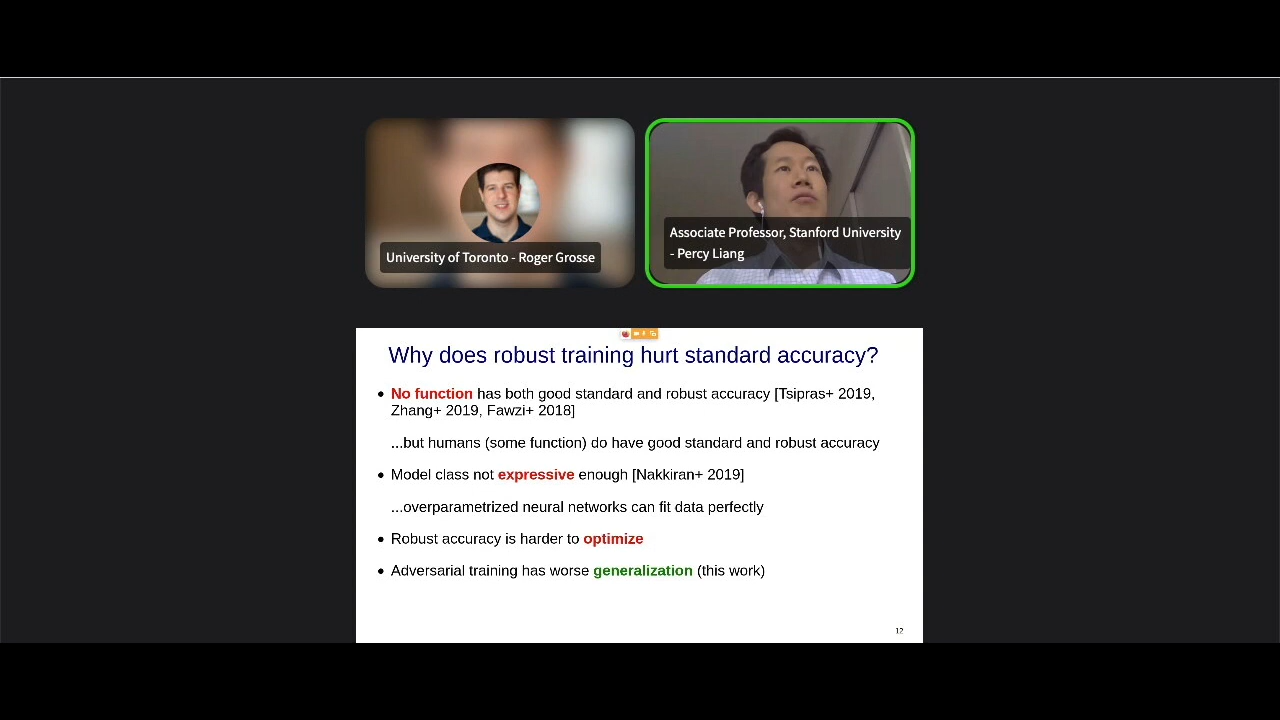 University of Toronto - Roger Grosse
Associate Professor, Stanford University
- Percy Liang
Why does robust training hurt standard accuracy?
• No function has both good standard and robust accuracy [Tsipras+ 2019,
Zhang+ 2019, Fawzi+ 2018]
...but humans (some function) do have good standard and robust accuracy
• Model class not expressive enough [Nakkiran+ 2019]
...overparametrized neural networks can fit data perfectly
• Robust accuracy is harder to optimize
• Adversarial training has worse generalization (this work)
12